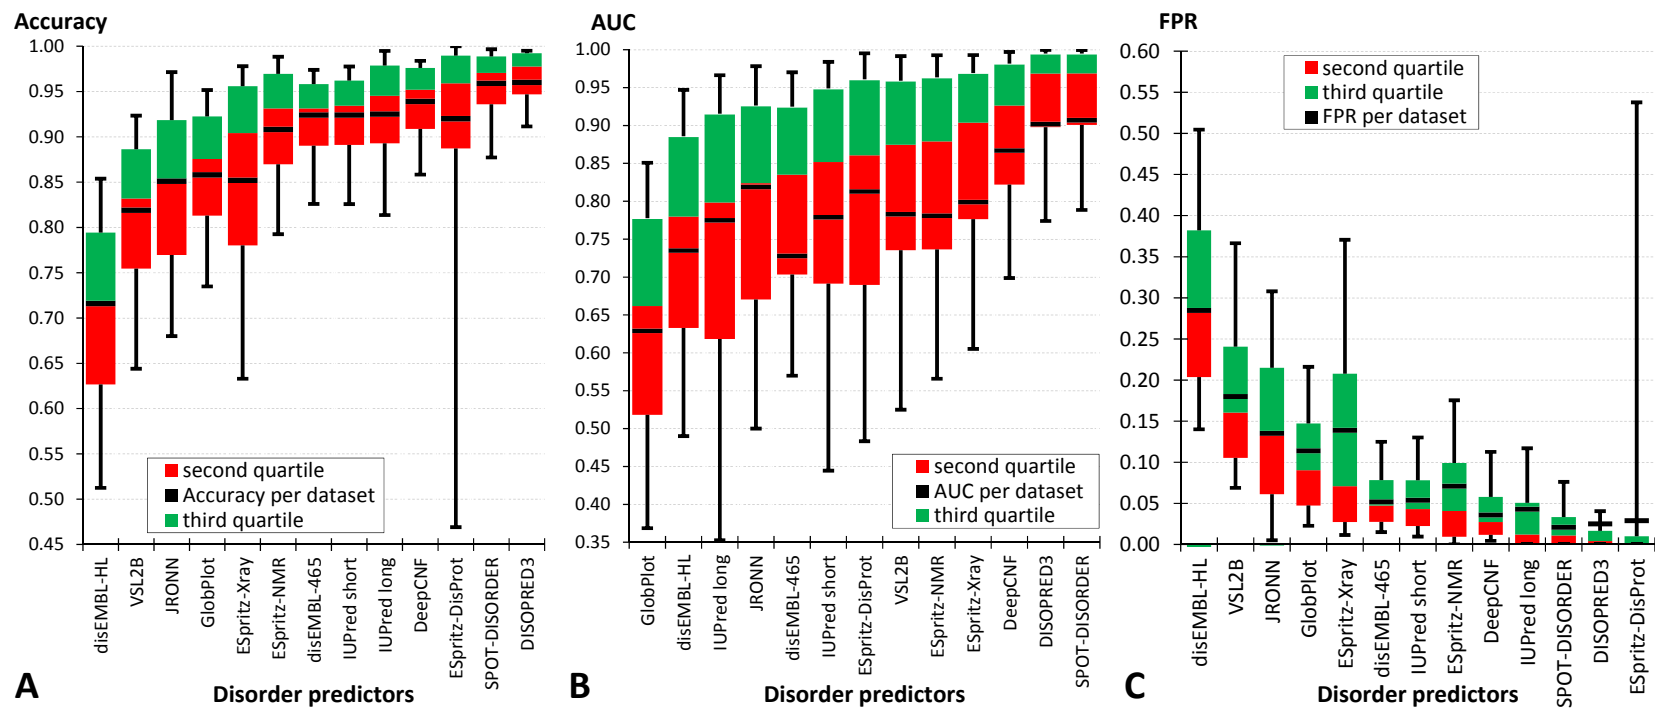 Accuracy
1.00
0.95
0.90
0.85
0.80
0.75
0.70
0.65
0.60
0.55
0.50
0.45
second quartile
Accuracy per dataset
third quartile
disEMBL-HL
VSL2B
JRONN
GlobPlot
ESpritz-Xray
ESpritz-NMR
disEMBL-465
IUPred short
IUPred long
DeepCNF
ESpritz-DisProt
SPOT-DISORDER
DISOPRED3
A
Disorder predictors
AUC
1.00
0.95
0.90
0.85
0.80
0.75
0.70
0.65
0.60
0.55
0.50
0.45
0.40
0.35
second quartile
AUC per dataset
third quartile
GlobPlot
disEMBL-HL
IUPred long
JRONN
disEMBL-465
IUPred short
ESpritz-DisProt
VSL2B
ESpritz-NMR
ESpritz-Xray
DeepCNF
DISOPRED3
SPOT-DISORDER
B
Disorder predictors
FPR
0.60
0.55
0.50
0.45
0.40
0.35
0.30
0.25
0.20
0.15
0.10
0.05
0.00
second quartile
third quartile
FPR per dataset
disEMBL-HL
VSL2B
JRONN
GlobPlot
ESpritz-Xray
disEMBL-465
IUPred short
ESpritz-NMR
DeepCNF
IUPred long
SPOT-DISORDER
DISOPRED3
ESpritz-DisProt
C
Disorder predictors